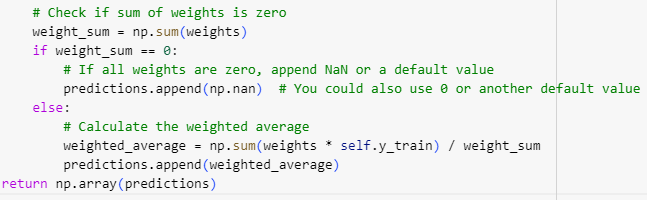 # Check if sum of weights is zero
weight_sum = np.sum(weights)
if weight_sum == 0:
# If all weights are zero, append NaN or a default value
predictions.append(np.nan)  # You could also use 0 or another default value
else:
# Calculate the weighted average
weighted_average = np.sum(weights * self.y_train) / weight_sum
predictions.append(weighted_average)
return np.array(predictions)